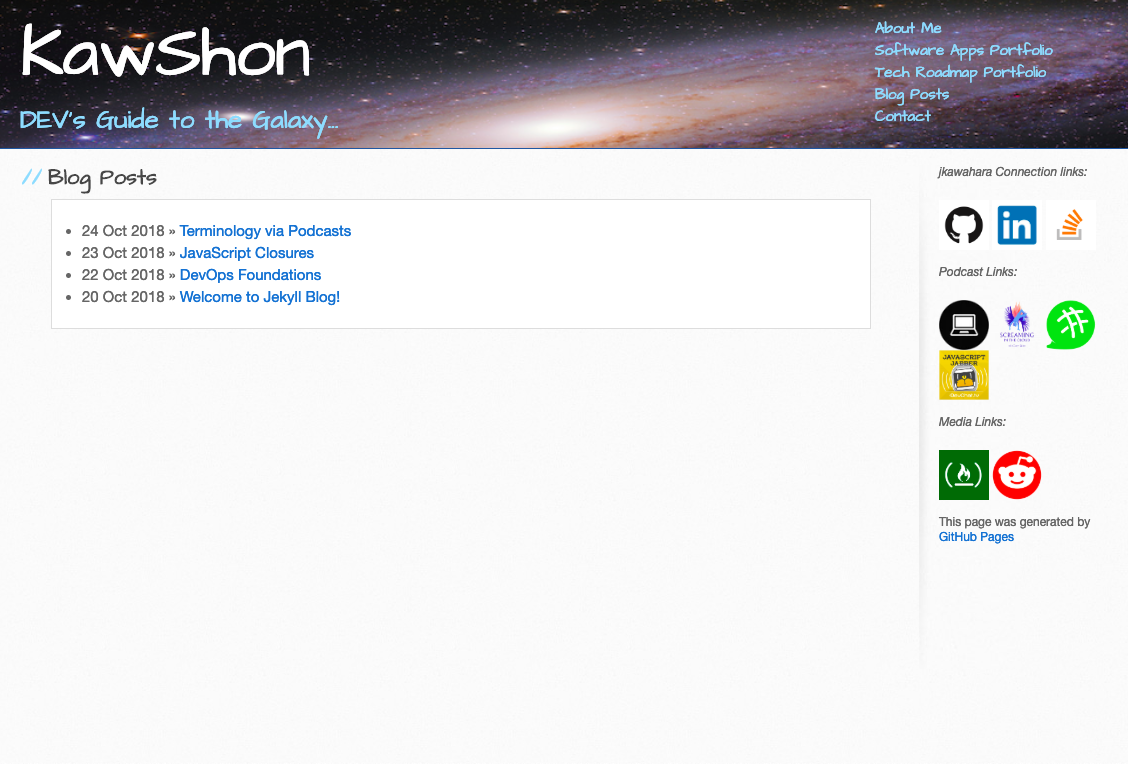 KawShon
DEV's Guide to the Galaxy...
About Me
Software Apps Portfolio
Tech Roadmap Portfolio
Blog Posts
Contact
// Blog Posts
• 24 Oct 2018 » Terminology via Podcasts
• 23 Oct 2018 » JavaScript Closures
• 22 Oct 2018 » DevOps Foundations
• 20 Oct 2018 » Welcome to Jekyll Blog!
jkawahara Connection links:
in
Podcast Links:
SCREAMING
JAVASCRIPT
JABBER
Media Links:
This page was generated by
GitHub Pages